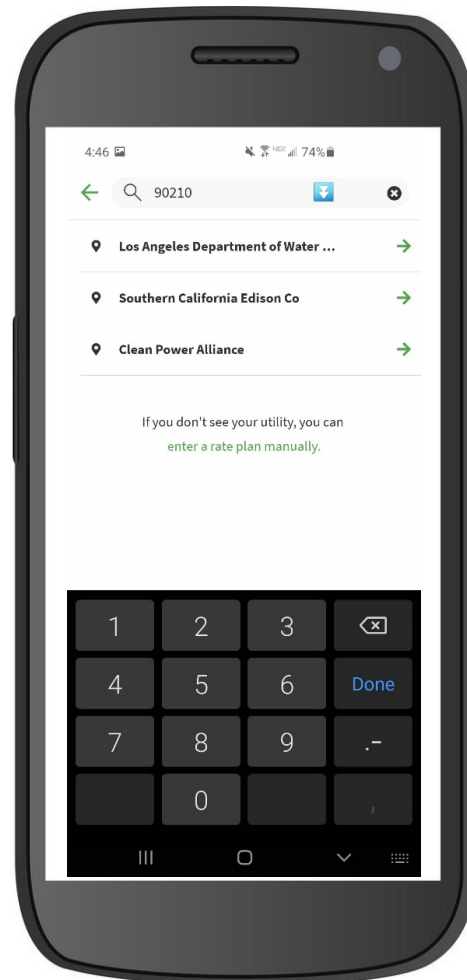 4:46 74%
90210
Los Angeles Department of Water ...
Southern California Edison Co
Clean Power Alliance
If you don't see your utility, you can
enter a rate plan manually.
1 2 3
4 5 6 Done
7 8 9 .-
0 ,